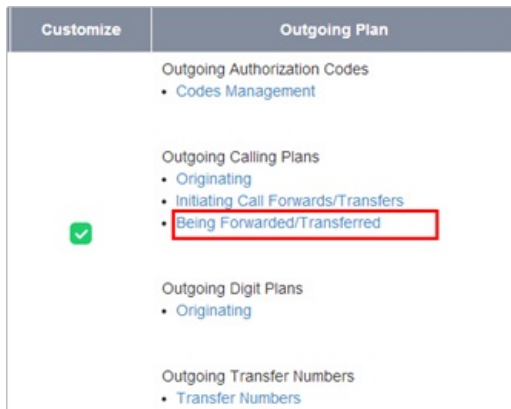 Customize Outgoing Plan
Outgoing Authorization Codes
• Codes Management
Outgoing Calling Plans
• Originating
• Initiating Call Forwards/Transfers
• Being Forwarded/Transferred
Outgoing Digit Plans
• Originating
Outgoing Transfer Numbers
• Transfer Numbers